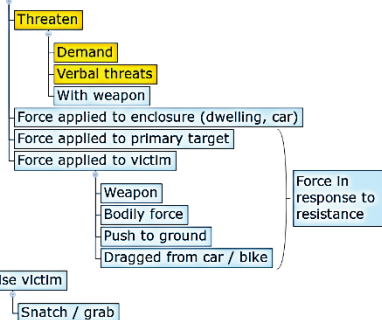 Threaten
Demand
Verbal threats
With weapon
Force applied to enclosure (dwelling, car)
Force applied to primary target
Force applied to victim
Weapon
Bodily force
Push to ground
Dragged from car / bike
Force in
response to
resistance
victim
Snatch / grab